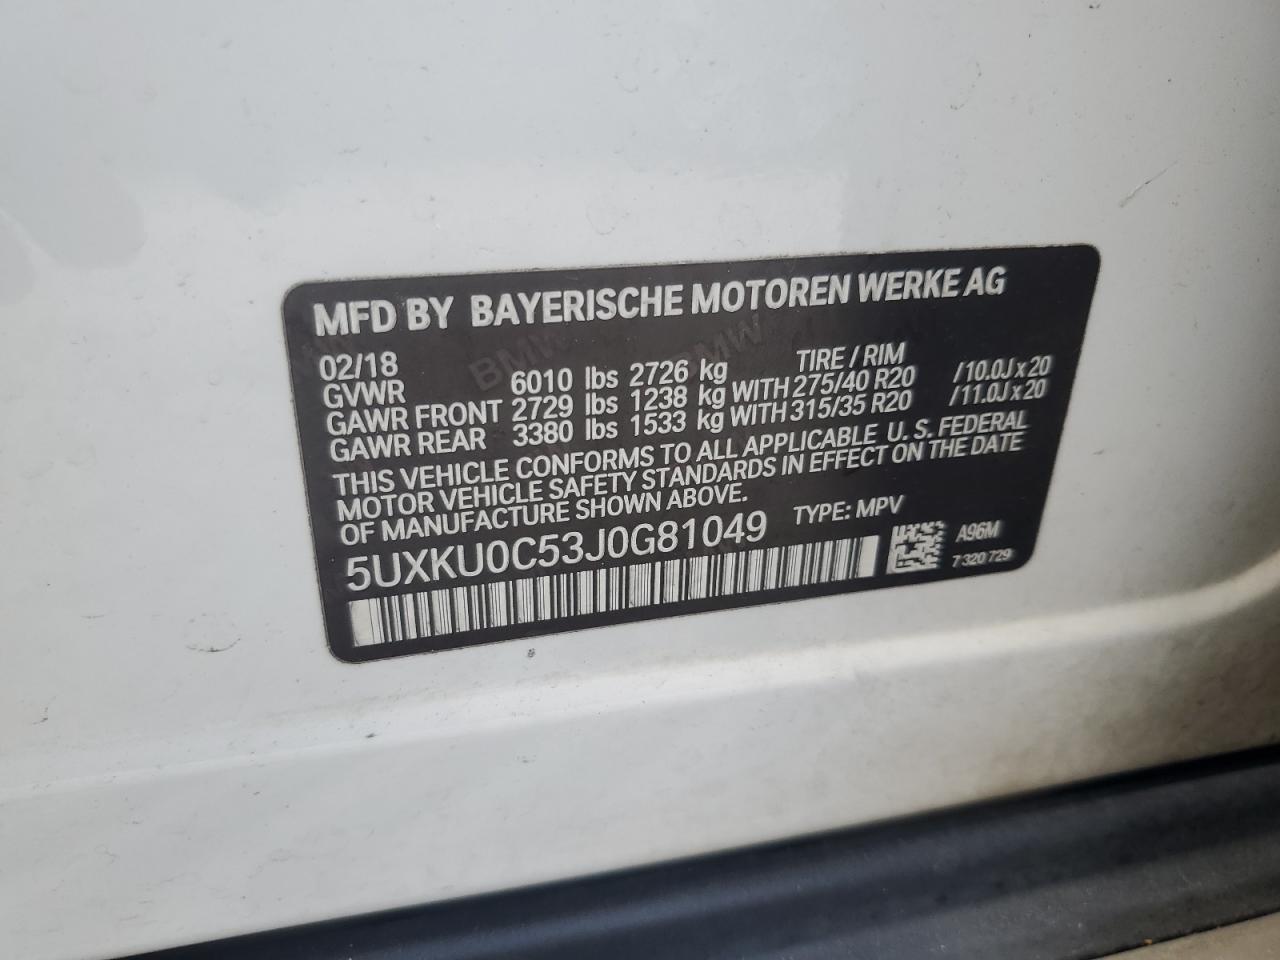 MFD BY BAYERISCHE MOTOREN WERKE AG
02/18 TIRE / RIM
GVWR 6010 lbs 2726 kg
GAWR FRONT 2729 lbs 1238 kg WITH 275/40 R20 /10.0J x 20
GAWR REAR 3380 lbs 1533 kg WITH 315/35 R20 /11.0J x 20
THIS VEHICLE CONFORMS TO ALL APPLICABLE U. S. FEDERAL
MOTOR VEHICLE SAFETY STANDARDS IN EFFECT ON THE DATE
OF MANUFACTURE SHOWN ABOVE.
5UXKU0C53J0G81049 TYPE: MPV
A96M
7 320 729
BMW
BMW